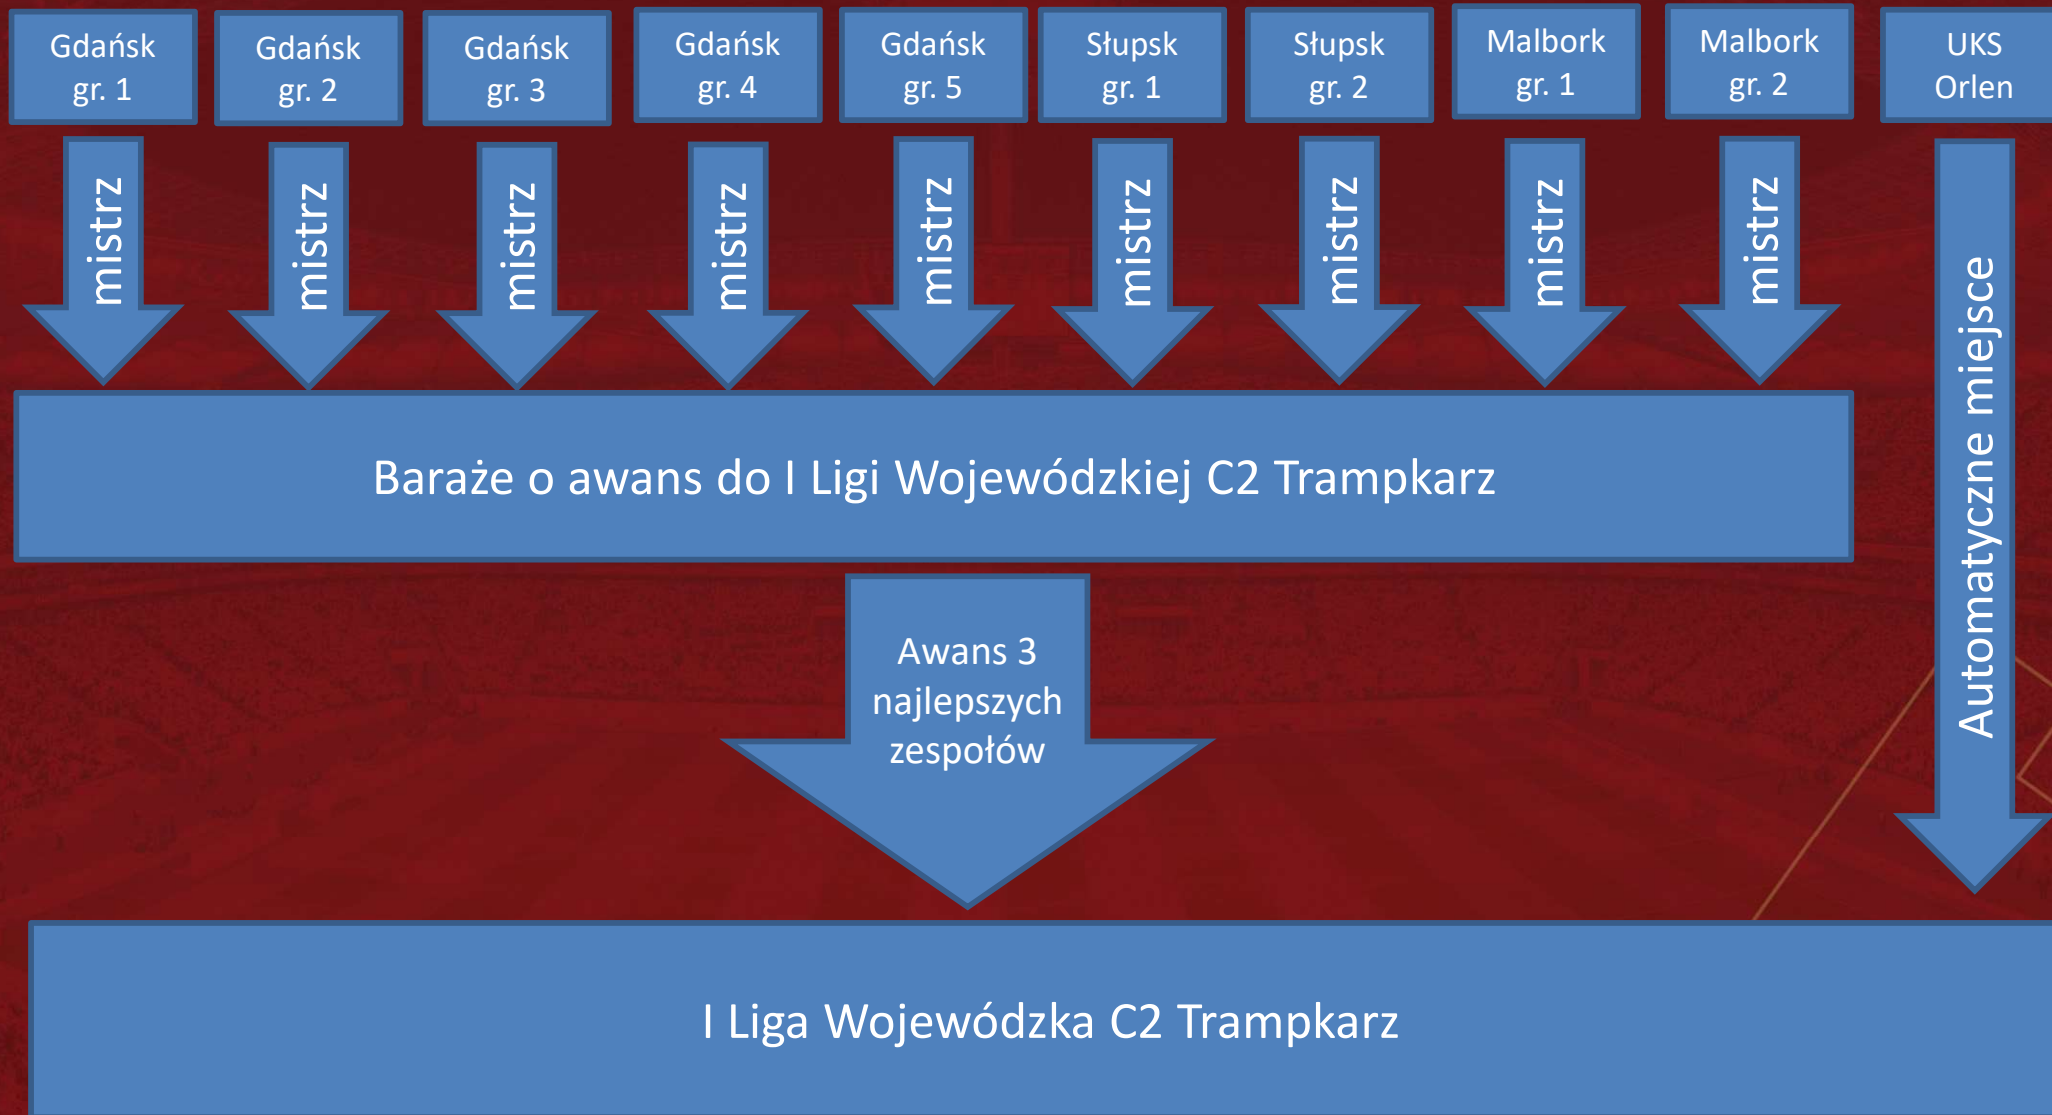 Gdańsk
gr. 1
Gdańsk
gr. 2
Gdańsk
gr. 3
Gdańsk
gr. 4
Gdańsk
gr. 5
Słupsk
gr. 1
Słupsk
gr. 2
Malbork
gr. 1
Malbork
gr. 2
UKS
Orlen
mistrz
mistrz
mistrz
mistrz
mistrz
mistrz
mistrz
mistrz
mistrz
Automatyczne miejsce
Baraże o awans do I Ligi Wojewódzkiej C2 Trampkarz
Awans 3
najlepszych
zespołów
I Liga Wojewódzka C2 Trampkarz